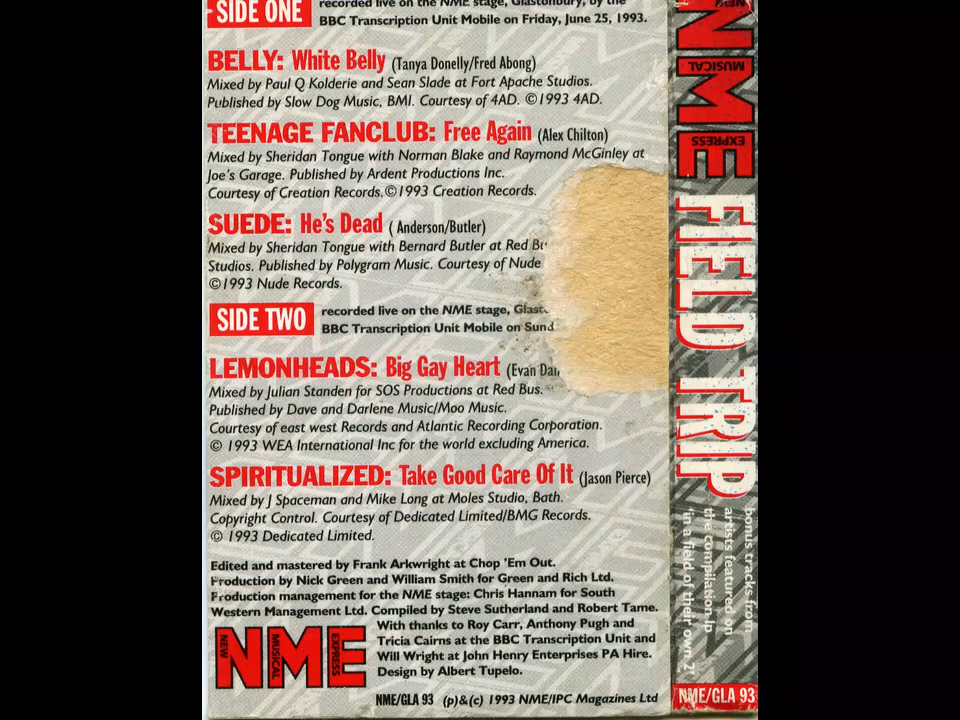 SIDE ONE
recorded live on the NME stage, Glastonbury, by the
BBC Transcription Unit Mobile on Friday, June 25, 1993.
BELLY: White Belly (Tanya Donelly/Fred Abong)
Mixed by Paul Q Kolderie and Sean Slade at Fort Apache Studios.
Published by Slow Dog Music, BMI. Courtesy of 4AD. ©1993 4AD.
TEENAGE FANCLUB: Free Again (Alex Chilton)
Mixed by Sheridan Tongue with Norman Blake and Raymond McGinley at
Joe's Garage. Published by Ardent Productions Inc.
Courtesy of Creation Records.©1993 Creation Records.
SUEDE: He's Dead ( Anderson/Butler)
Mixed by Sheridan Tongue with Bernard Butler at Red
Studios. Published by Polygram Music. Courtesy of Nude
©1993 Nude Records.
SIDE TWO
recorded live on the NME stage,
BBC Transcription Unit Mobile on
LEMONHEADS: Big Gay Heart (Evan
Mixed by Julian Standen for SOS Productions at Red Bus.
Published by Dave and Darlene Music/Moo Music.
Courtesy of east west Records and Atlantic Recording Corporation.
© 1993 WEA International Inc for the world excluding America.
SPIRITUALIZED: Take Good Care Of It (Jason Pierce)
Mixed by J Spaceman and Mike Long at Moles Studio, Bath.
Copyright Control. Courtesy of Dedicated Limited/BMG Records.
© 1993 Dedicated Limited.
Edited and mastered by Frank Arkwright at Chop 'Em Out.
Production by Nick Green and William Smith for Green and Rich Ltd.
Production management for the NME stage: Chris Hannam for South
Western Management Ltd. Compiled by Steve Sutherland and Robert Tame.
With thanks to Roy Carr, Anthony Pugh and
Tricia Cairns at the BBC Transcription Unit and
Will Wright at John Henry Enterprises PA Hire.
Design by Albert Tupelo.
NME
NEW MUSICAL EXPRESS
NME/GLA 93 (p)&(c) 1993 NME/IPC Magazines Ltd
NME
NEW MUSICAL EXPRESS
FIELD TRIP
bonus tracks from
artists featured on
the compilation In
in a field of their own 2'
NME/GLA 93